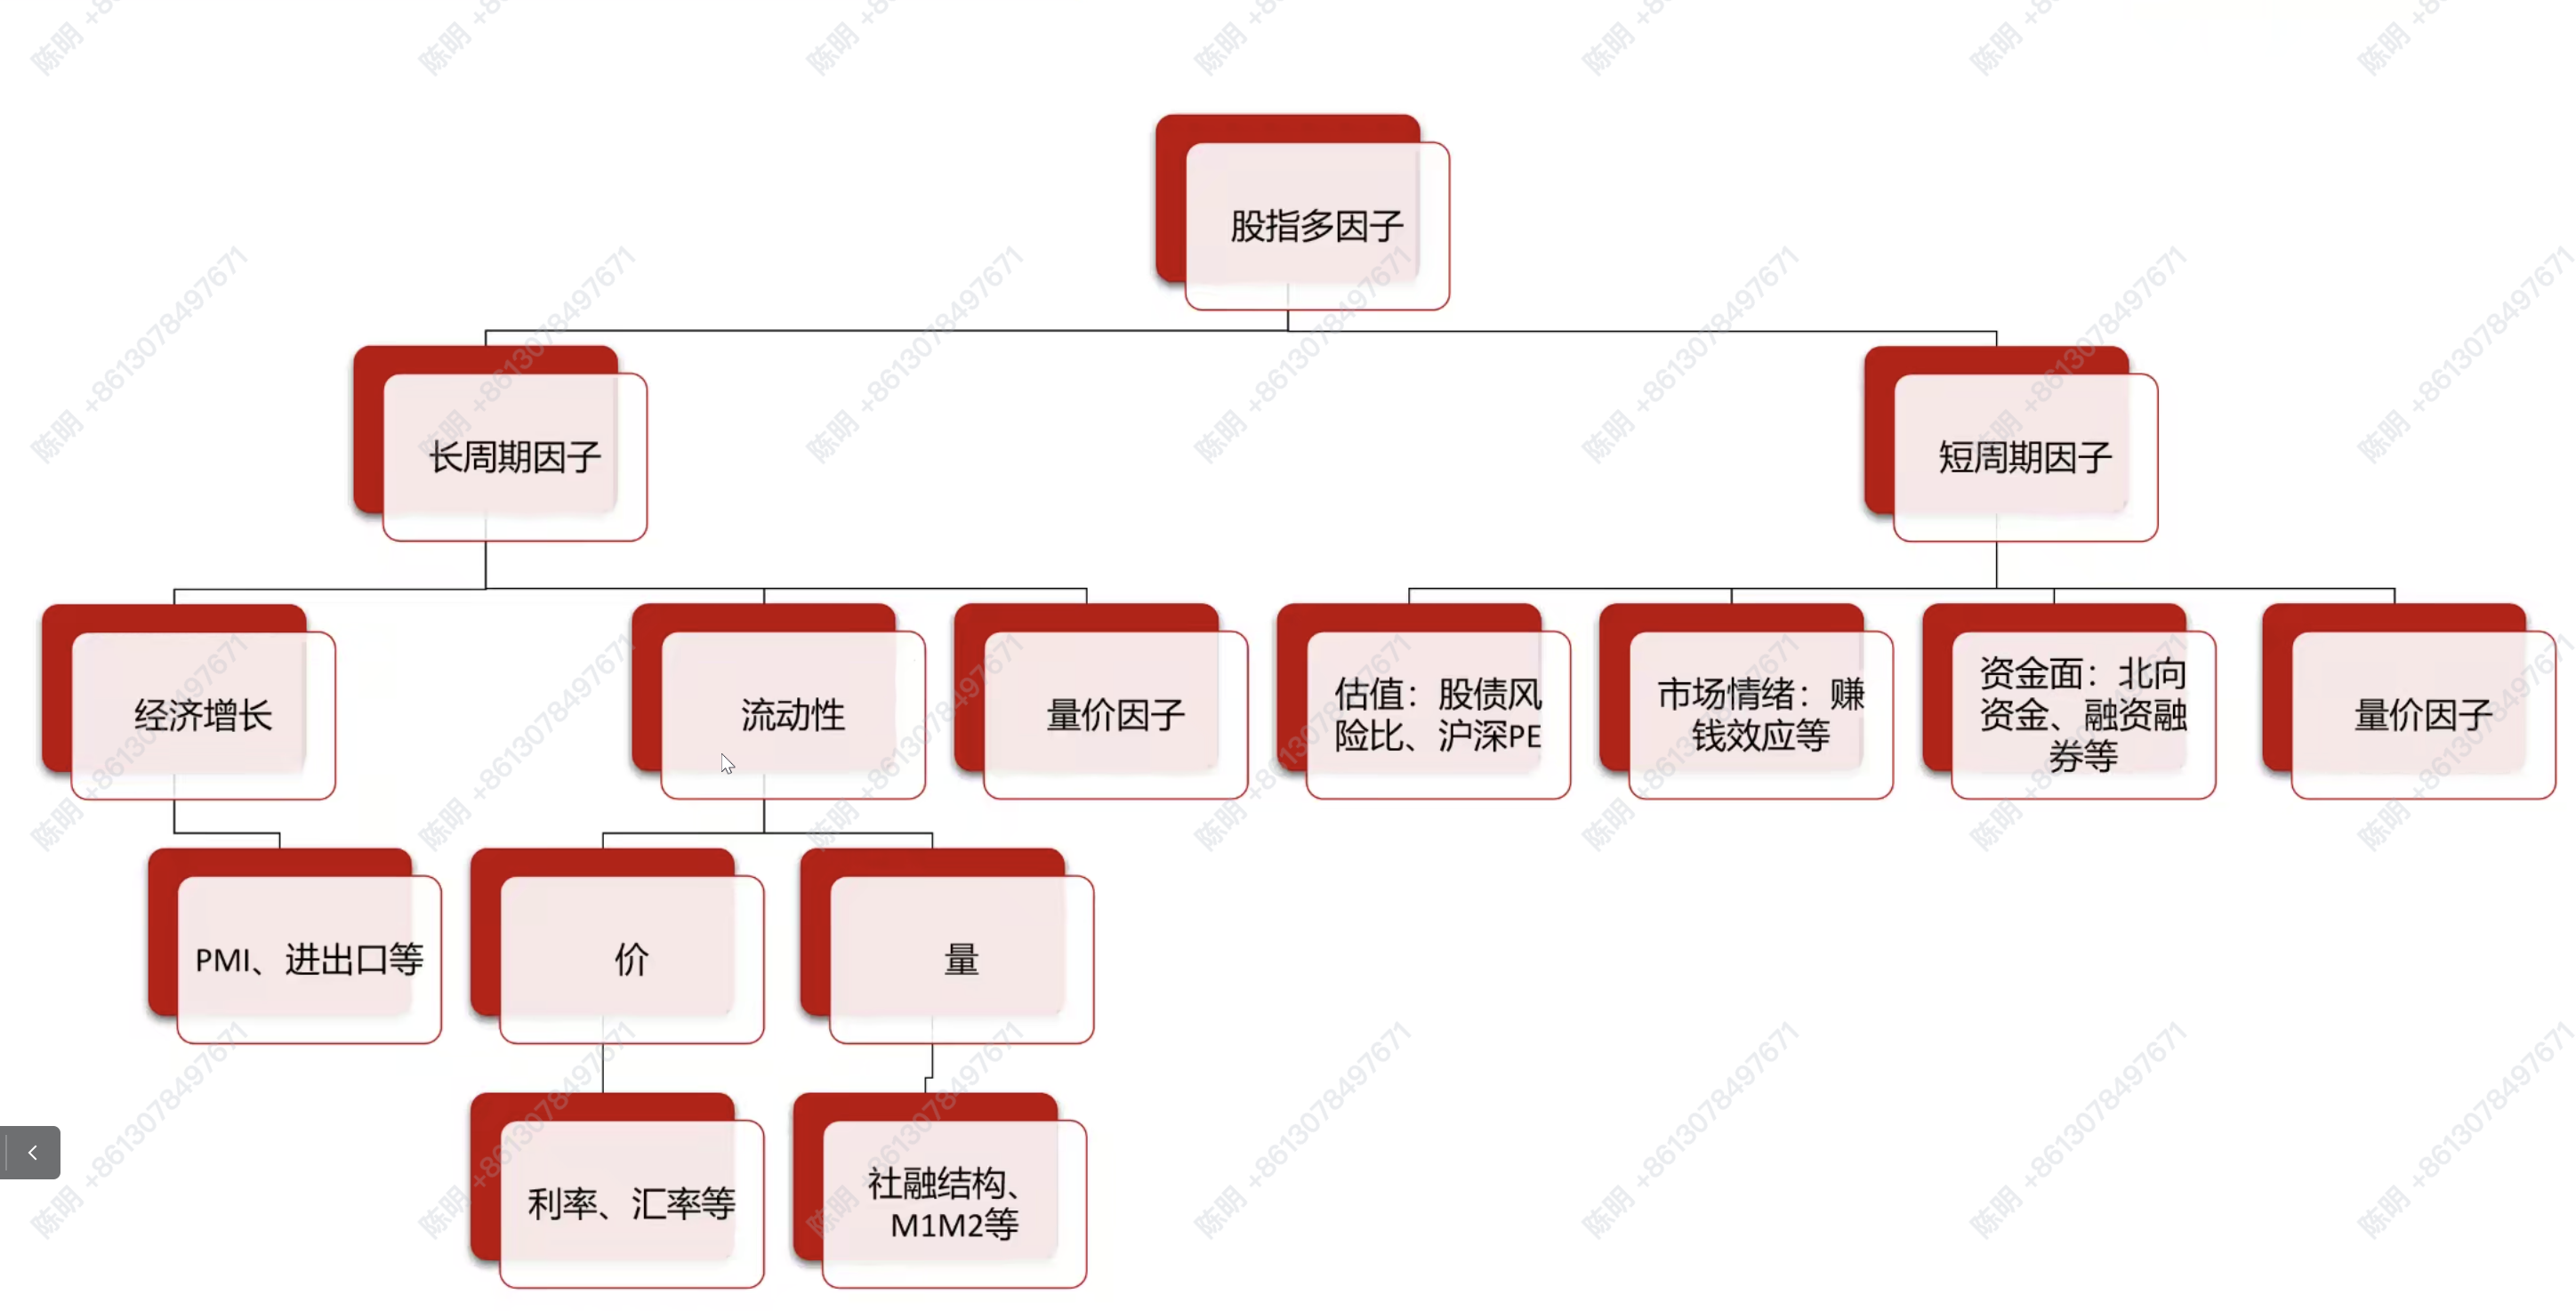 股指多因子
长周期因子
短周期因子
经济增长
流动性
量价因子
估值：股债风
险比、沪深PE
市场情绪：赚
钱效应等
资金面：北向
资金、融资融
券等
量价因子
PMI、进出口等
价
量
利率、汇率等
社融结构、
M1M2等
陈明 +8613078497671